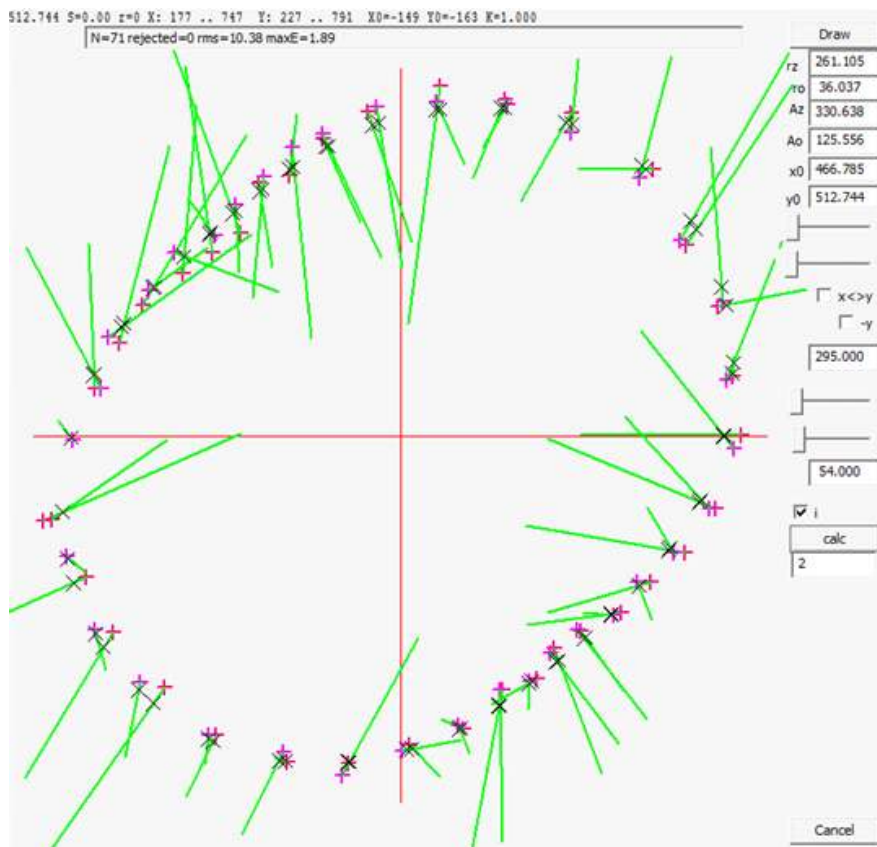 512.744 S=0.00 r=0 X: 177 .. 747 Y: 227 .. 791 X0=-149 Y0=-163 K=1.000
N=71 rejected=0 rms=10.38 maxE=1.89
Draw
rz 261.105
ro 36.037
Az 330.638
Ao 125.556
x0 466.785
y0 512.744
x<>y
-y
295.000
54.000
i
calc
2
Cancel